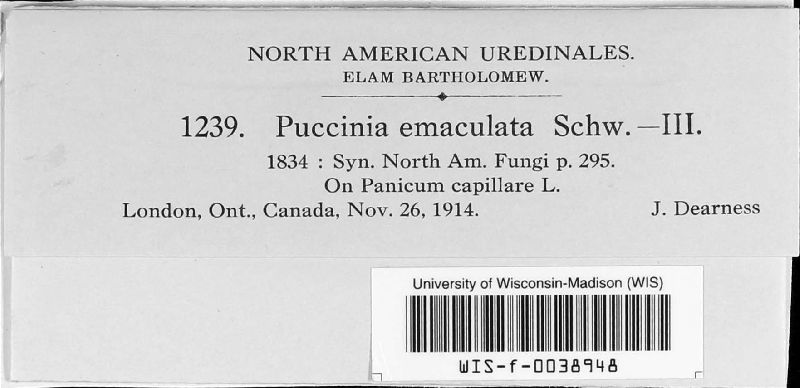 NORTH AMERICAN UREDINALES.
ELAM BARTHOLOMEW.
1239. Puccinia emaculata Schw. —III.
1834 : Syn. North Am. Fungi p. 295.
On Panicum capillare L.
London, Ont., Canada, Nov. 26, 1914. J. Dearness
University of Wisconsin-Madison (WIS)
WIS-f-0038948